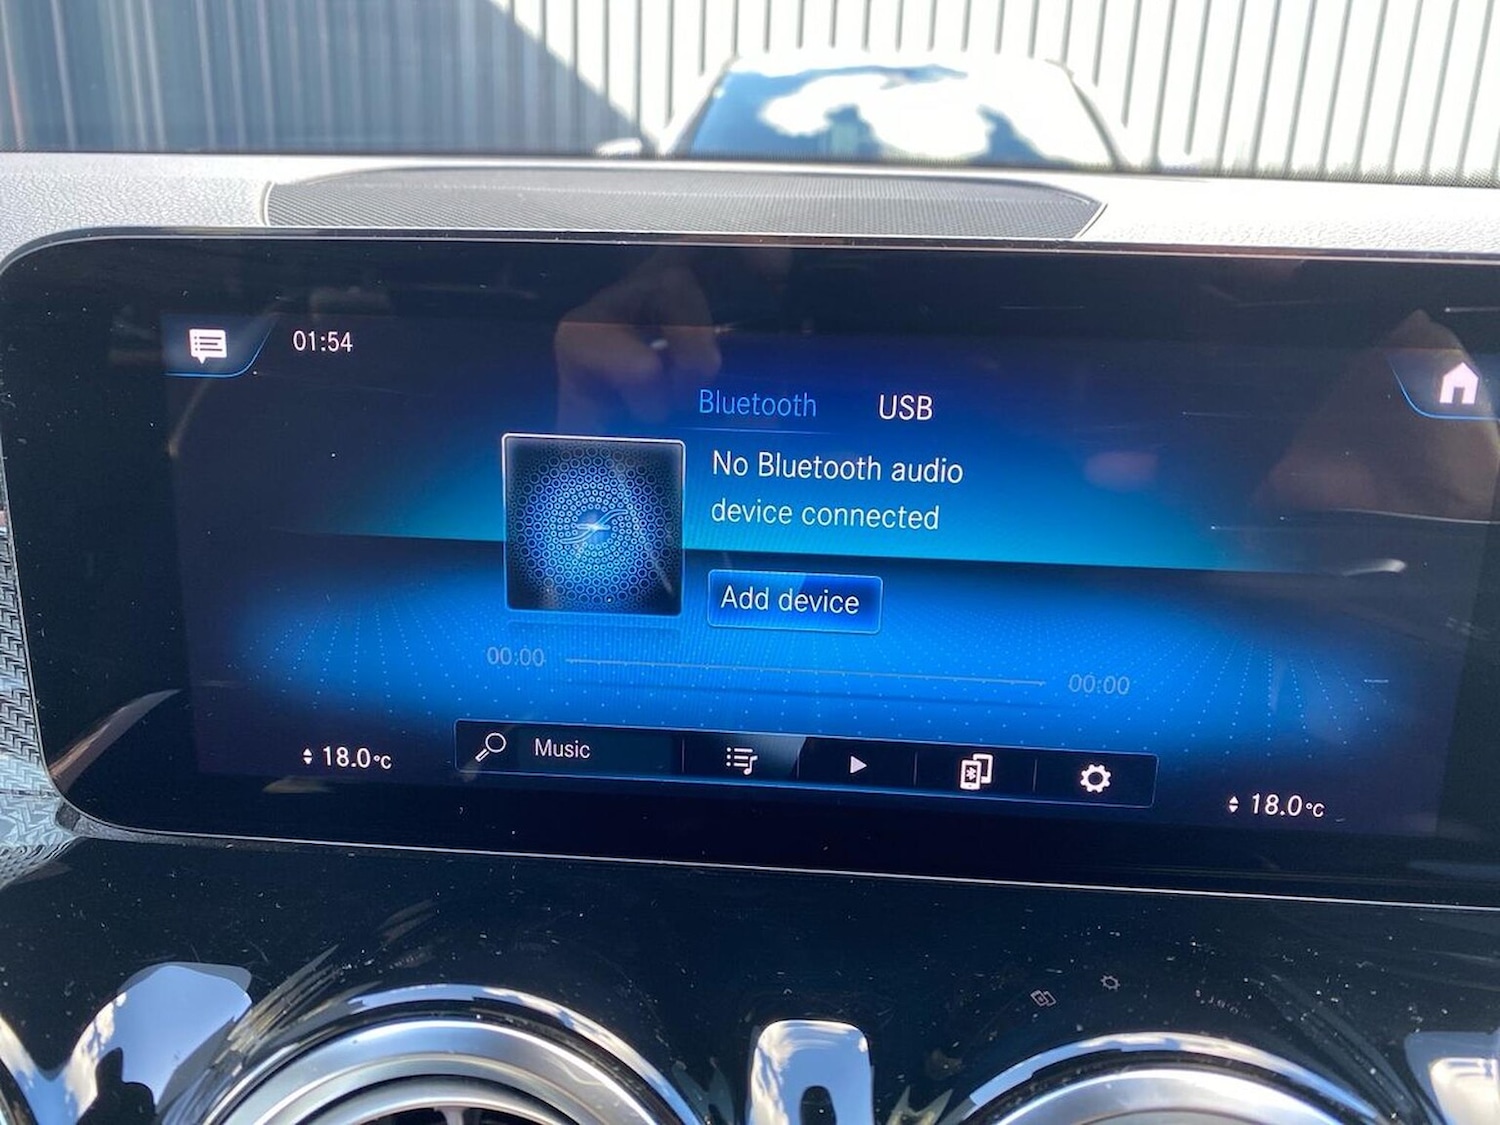 01:54
Bluetooth USB
No Bluetooth audio
device connected
Add device
00:00 00:00
18.0°C Music 18.0°C